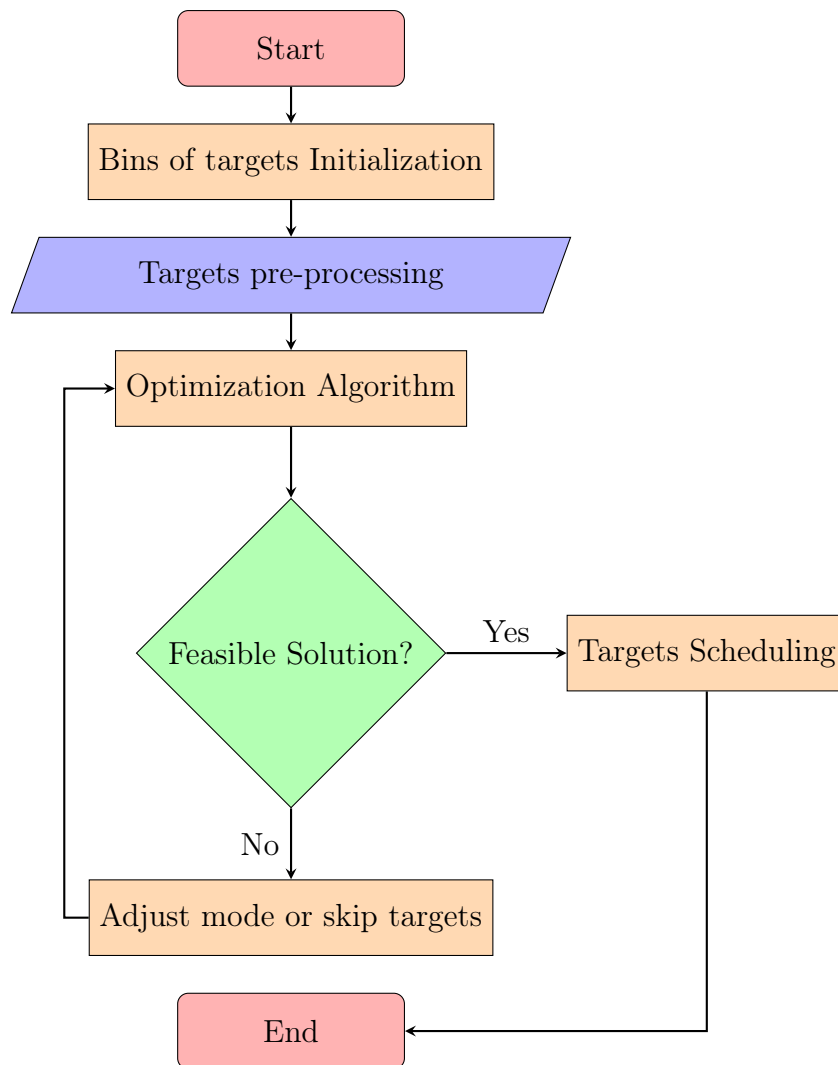 Start
Bins of targets Initialization
Targets pre-processing
Optimization Algorithm
Feasible Solution?
Yes
Targets Scheduling
No
Adjust mode or skip targets
End